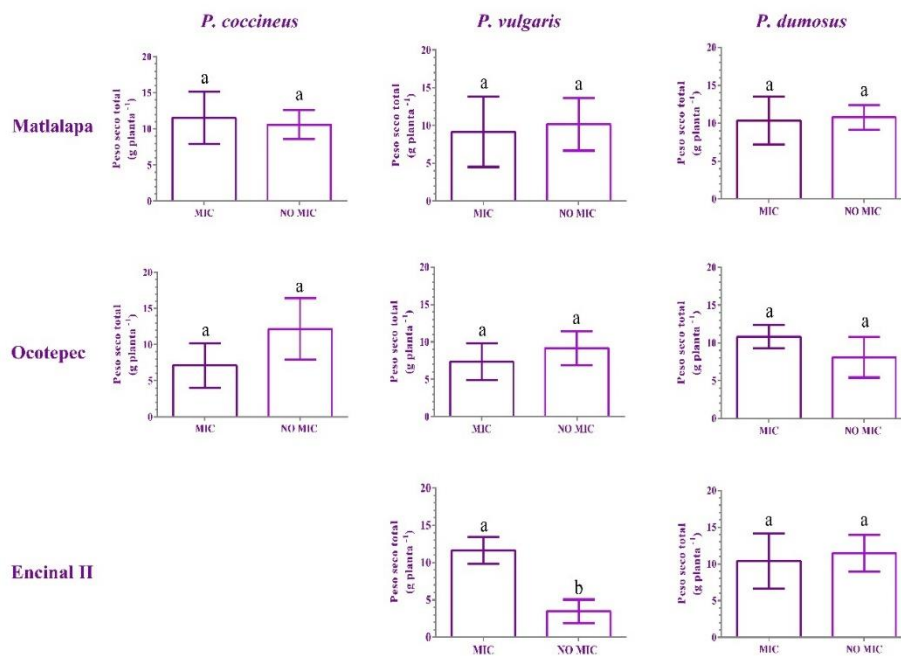 P. coccineus
P. vulgaris
P. dumosus
Matlalapa
Peso seco total
(g planta ⁻¹)
20
15
10
5
0
a
a
MIC
NO MIC
Peso seco total
(g planta ⁻¹)
20
15
10
5
0
a
a
MIC
NO MIC
Peso seco total
(g planta ⁻¹)
20
15
10
5
0
a
a
MIC
NO MIC
Ocotepec
Peso seco total
(g planta ⁻¹)
20
15
10
5
0
a
a
MIC
NO MIC
Peso seco total
(g planta ⁻¹)
20
15
10
5
0
a
a
MIC
NO MIC
Peso seco total
(g planta ⁻¹)
20
15
10
5
0
a
a
MIC
NO MIC
Encinal II
Peso seco total
(g planta ⁻¹)
20
15
10
5
0
a
b
MIC
NO MIC
Peso seco total
(g planta ⁻¹)
20
15
10
5
0
a
a
MIC
NO MIC